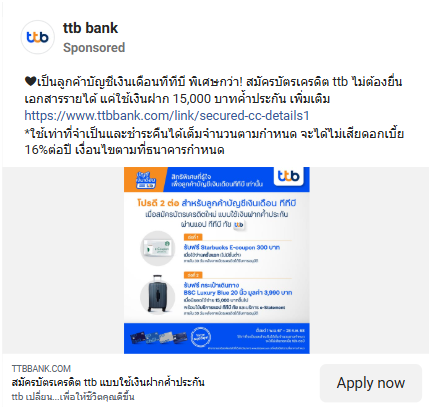 ttb
ttb bank
Sponsored
🖤เป็นลูกค้าบัญชีเงินเดือนทีทีบี พิเศษกว่า! สมัครบัตรเครดิต ttb ไม่ต้องยื่น
เอกสารรายได้ แค่ใช้เงินฝาก 15,000 บาทค้ำประกัน เพิ่มเติม
https://www.ttbbank.com/link/secured-cc-details1
*ใช้เท่าที่จำเป็นและชำระคืนได้เต็มจำนวนตามกำหนด จะได้ไม่เสียดอกเบี้ย
16%ต่อปี เงื่อนไขตามที่ธนาคารกำหนด
สิทธิพิเศษที่รู้ใจ
เพื่อลูกค้าบัญชีเงินเดือนทีทีบี เท่านั้น
ttb
โปรดี 2 ต่อ สำหรับลูกค้าบัญชีเงินเดือน ทีทีบี
เมื่อสมัครบัตรเครดิตใหม่ แบบใช้เงินฝากค้ำประกัน
ผ่านแอป ทีทีบี ทัช
ต่อที่ 1
รับฟรี Starbucks E-coupon 300 บาท
ต่อที่ 2
รับฟรี กระเป๋าเดินทาง
BSC Luxury Blue 20 นิ้ว มูลค่า 3,990 บาท
TTBBANK.COM
สมัครบัตรเครดิต ttb แบบใช้เงินฝากค้ำประกัน
ttb เปลี่ยน...เพื่อให้ชีวิตคุณดีขึ้น
Apply now